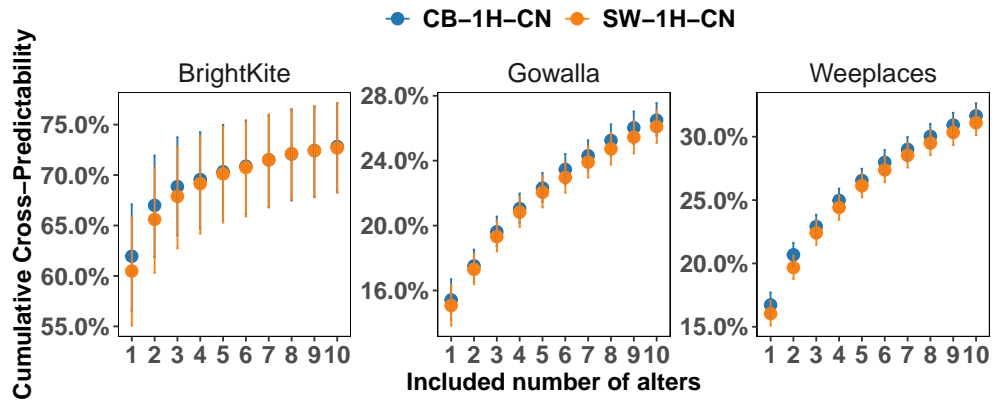 CB–1H–CN SW–1H–CN
Cumulative Cross–Predictability
BrightKite
75.0%
70.0%
65.0%
60.0%
55.0%
1 2 3 4 5 6 7 8 9 10
Gowalla
28.0%
24.0%
20.0%
16.0%
1 2 3 4 5 6 7 8 9 10
Weeplaces
30.0%
25.0%
20.0%
15.0%
1 2 3 4 5 6 7 8 9 10
Included number of alters